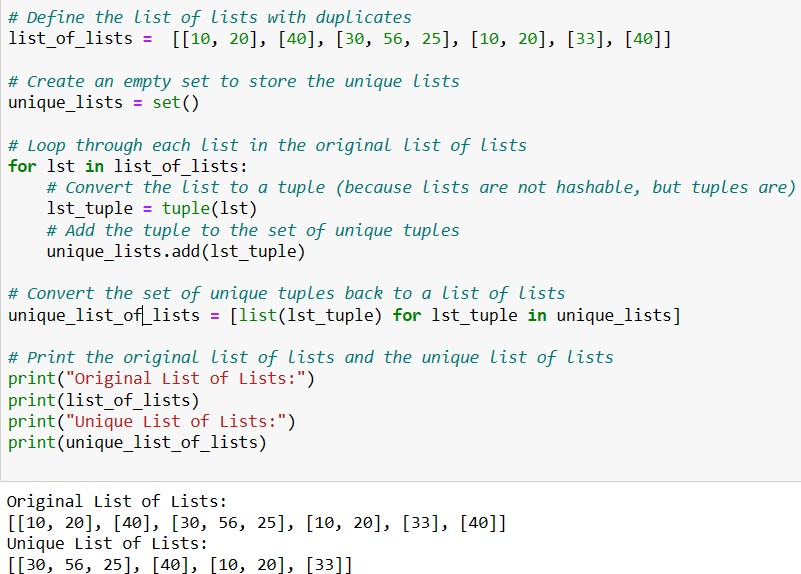 # Define the list of lists with duplicates
list_of_lists =  [[10, 20], [40], [30, 56, 25], [10, 20], [33], [40]]
# Create an empty set to store the unique lists
unique_lists = set()
# Loop through each list in the original list of lists
for lst in list_of_lists:
    # Convert the list to a tuple (because lists are not hashable, but tuples are)
    lst_tuple = tuple(lst)
    # Add the tuple to the set of unique tuples
    unique_lists.add(lst_tuple)
# Convert the set of unique tuples back to a list of lists
unique_list_of_lists = [list(lst_tuple) for lst_tuple in unique_lists]
# Print the original list of lists and the unique list of lists
print("Original List of Lists:")
print(list_of_lists)
print("Unique List of Lists:")
print(unique_list_of_lists)
Original List of Lists:
[[10, 20], [40], [30, 56, 25], [10, 20], [33], [40]]
Unique List of Lists:
[[30, 56, 25], [40], [10, 20], [33]]